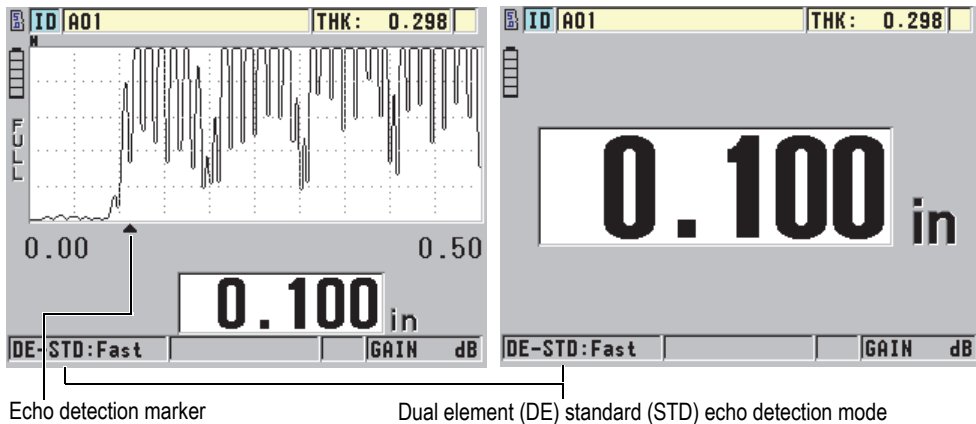 ID A01 THK: 0.298
FULL
0.00 0.50
0.100 in
DE-STD:Fast GAIN dB
ID A01 THK: 0.298
0.100 in
DE-STD:Fast GAIN dB
Echo detection marker
Dual element (DE) standard (STD) echo detection mode